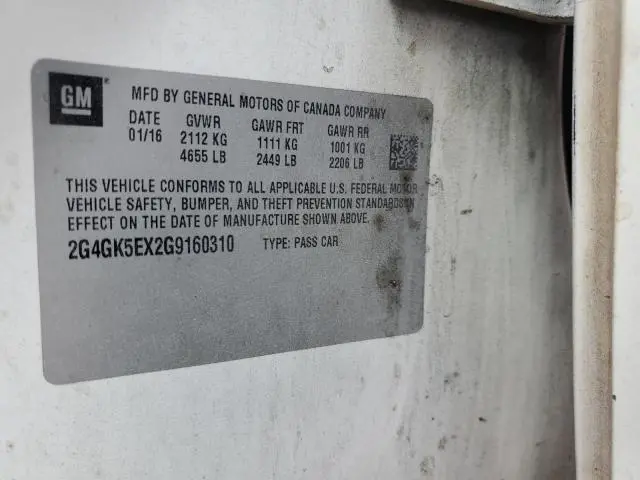 GM
MFD BY GENERAL MOTORS OF CANADA COMPANY
DATE GVWR GAWR FRT GAWR RR
01/16 2112 KG 1111 KG 1001 KG
4655 LB 2449 LB 2206 LB
THIS VEHICLE CONFORMS TO ALL APPLICABLE U.S. FEDERAL MOTOR
VEHICLE SAFETY, BUMPER, AND THEFT PREVENTION STANDARDS IN
EFFECT ON THE DATE OF MANUFACTURE SHOWN ABOVE.
2G4GK5EX2G9160310 TYPE: PASS CAR